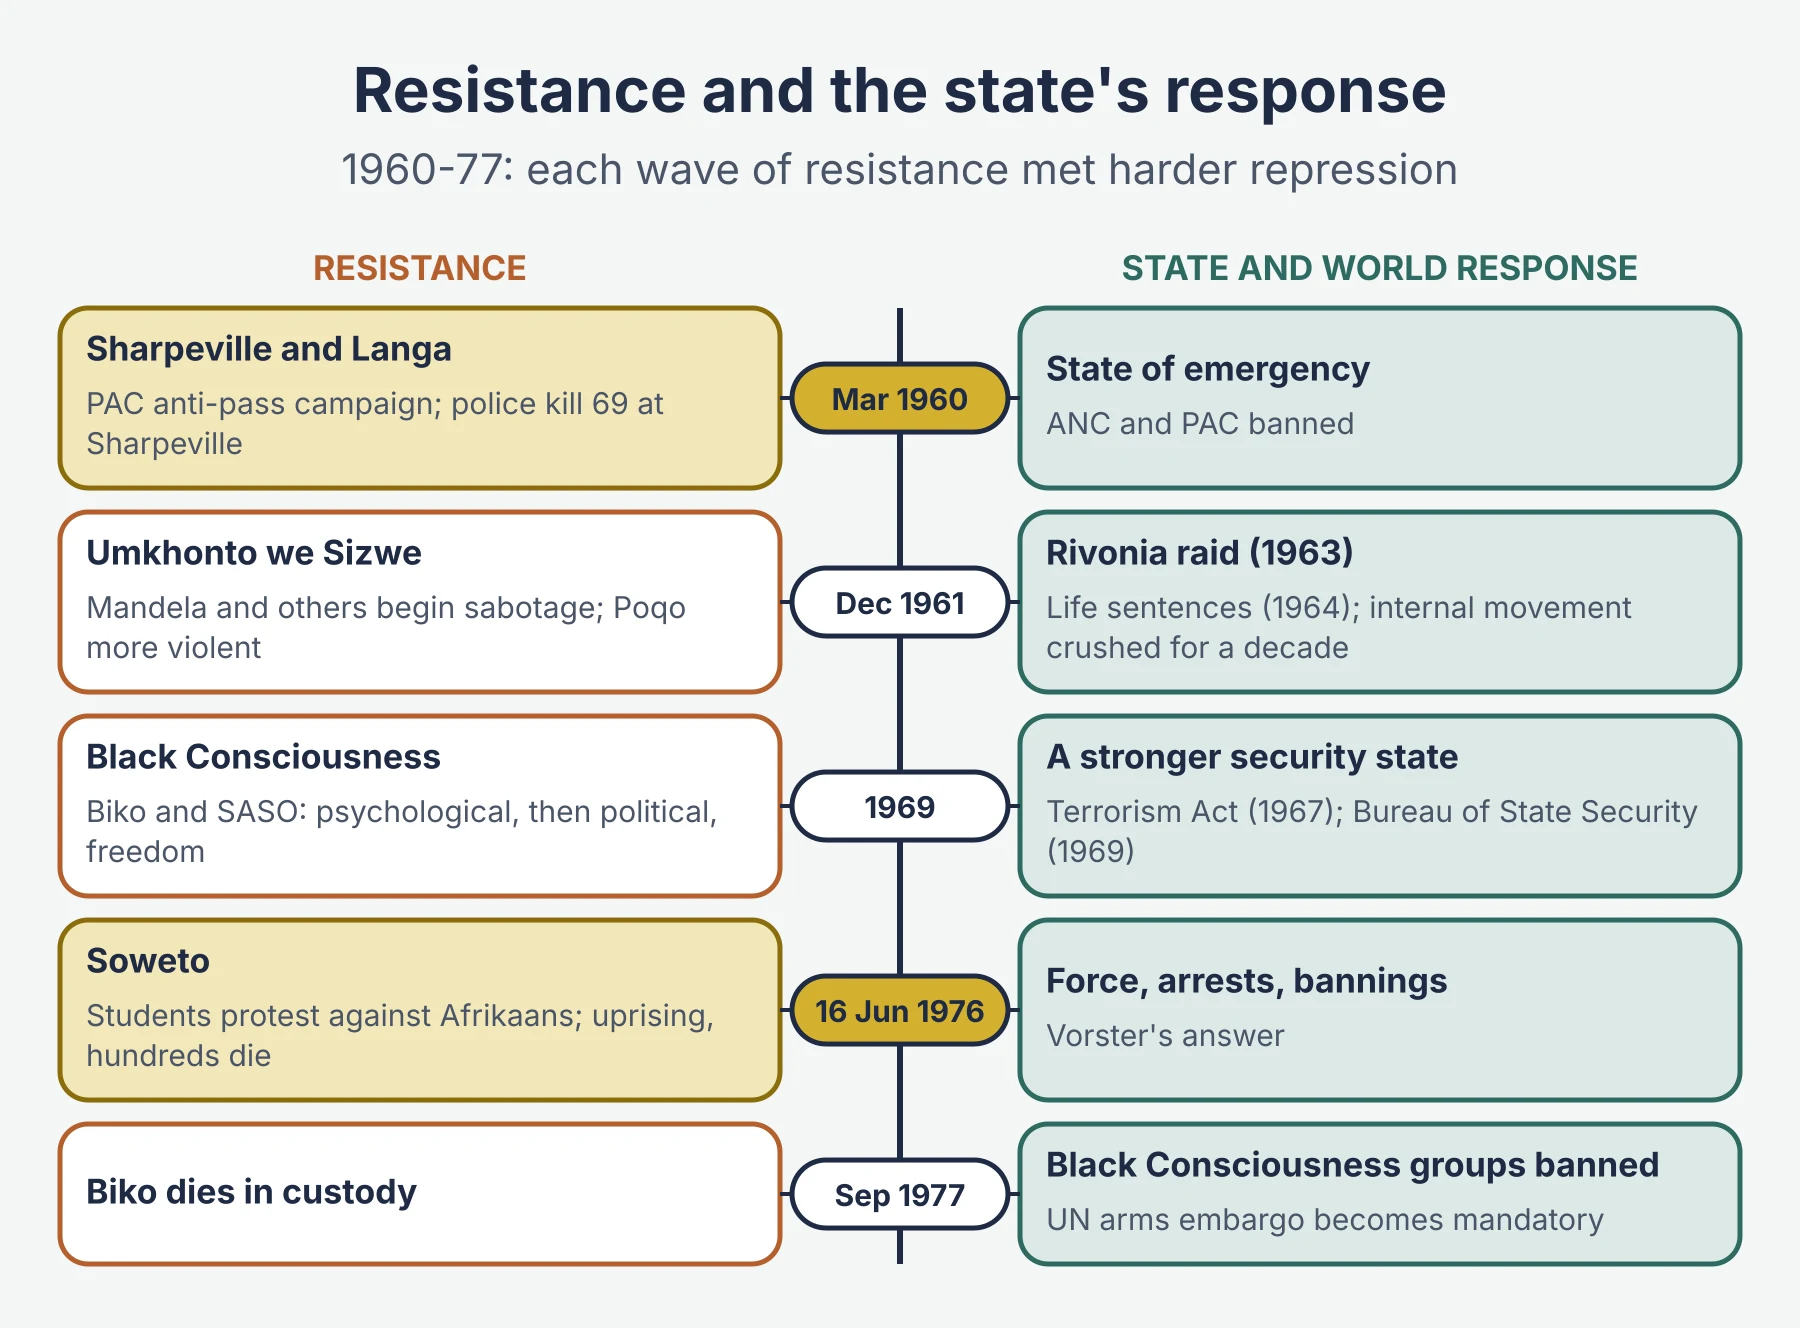 Resistance and the state's response
1960-77: each wave of resistance met harder repression
RESISTANCE
STATE AND WORLD RESPONSE
Sharpeville and Langa
PAC anti-pass campaign; police kill 69 at
Sharpeville
Mar 1960
State of emergency
ANC and PAC banned
Umkhonto we Sizwe
Mandela and others begin sabotage; Poqo
more violent
Dec 1961
Rivonia raid (1963)
Life sentences (1964); internal movement
crushed for a decade
Black Consciousness
Biko and SASO: psychological, then political,
freedom
1969
A stronger security state
Terrorism Act (1967); Bureau of State Security
(1969)
Soweto
Students protest against Afrikaans; uprising,
hundreds die
16 Jun 1976
Force, arrests, bannings
Vorster's answer
Biko dies in custody
Sep 1977
Black Consciousness groups banned
UN arms embargo becomes mandatory